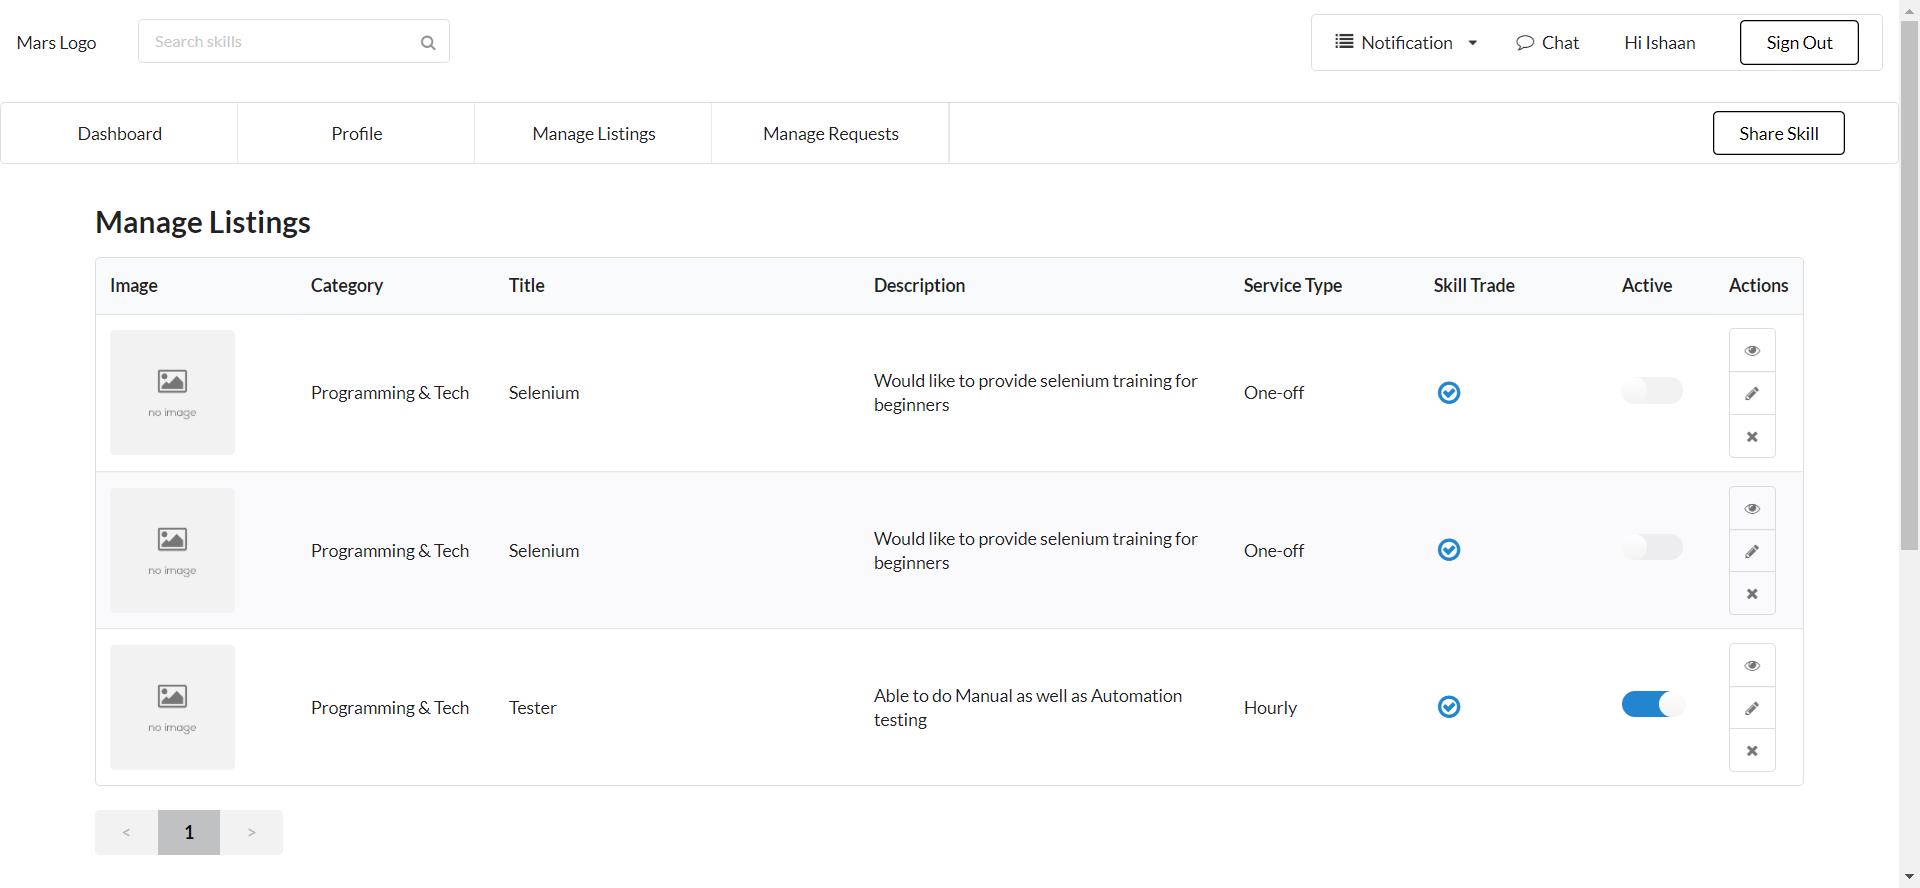 Mars Logo
Search skills
Notification
Chat
Hi Ishaan
Sign Out
Dashboard
Profile
Manage Listings
Manage Requests
Share Skill
Manage Listings
Image Category Title Description Service Type Skill Trade Active Actions
no image
Programming & Tech
Selenium
Would like to provide selenium training for
beginners
One-off
no image
Programming & Tech
Selenium
Would like to provide selenium training for
beginners
One-off
no image
Programming & Tech
Tester
Able to do Manual as well as Automation
testing
Hourly
< 1 >